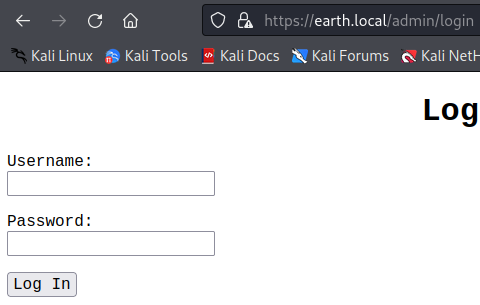 https://earth.local/admin/login
Kali Linux Kali Tools Kali Docs Kali Forums Kali NetH
Log
Username:
Password:
Log In